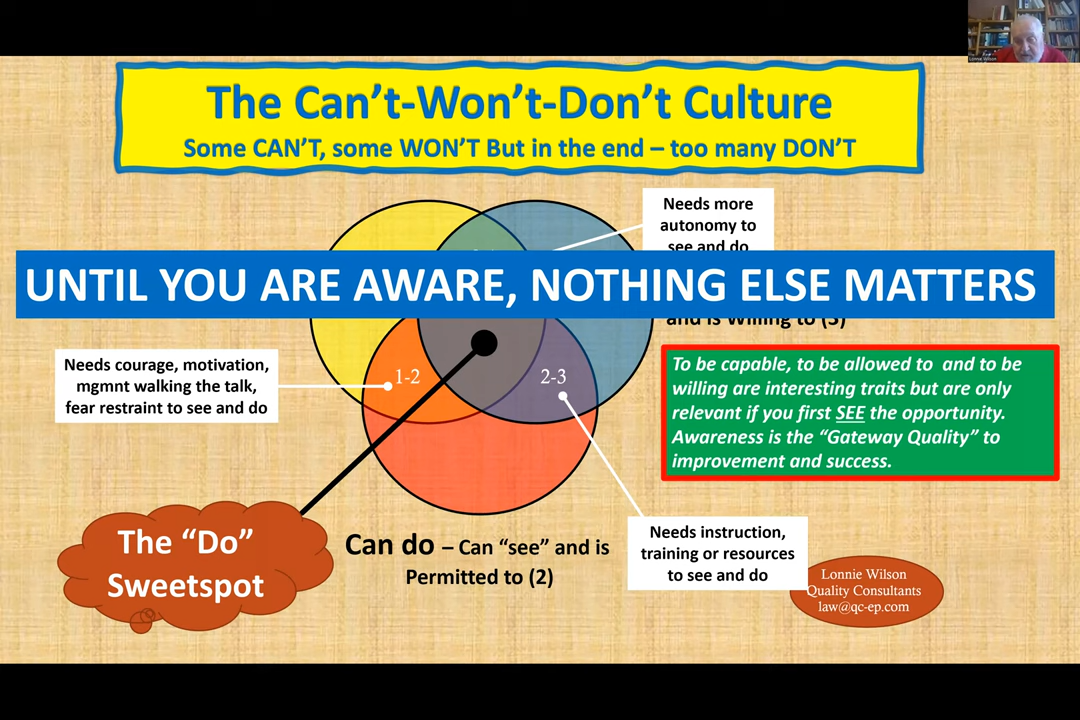 Lonnie Wilson
The Can't-Won't-Don't Culture
Some CAN'T, some WON'T But in the end – too many DON'T
Needs more
autonomy to
see and do
UNTIL YOU ARE AWARE, NOTHING ELSE MATTERS
and is Willing to (3)
Needs courage, motivation,
mgmnt walking the talk,
fear restraint to see and do
1-2
2-3
To be capable, to be allowed to and to be
willing are interesting traits but are only
relevant if you first SEE the opportunity.
Awareness is the “Gateway Quality” to
improvement and success.
The “Do”
Sweetspot
Can do – Can “see” and is
Permitted to (2)
Needs instruction,
training or resources
to see and do
Lonnie Wilson
Quality Consultants
law@qc-ep.com